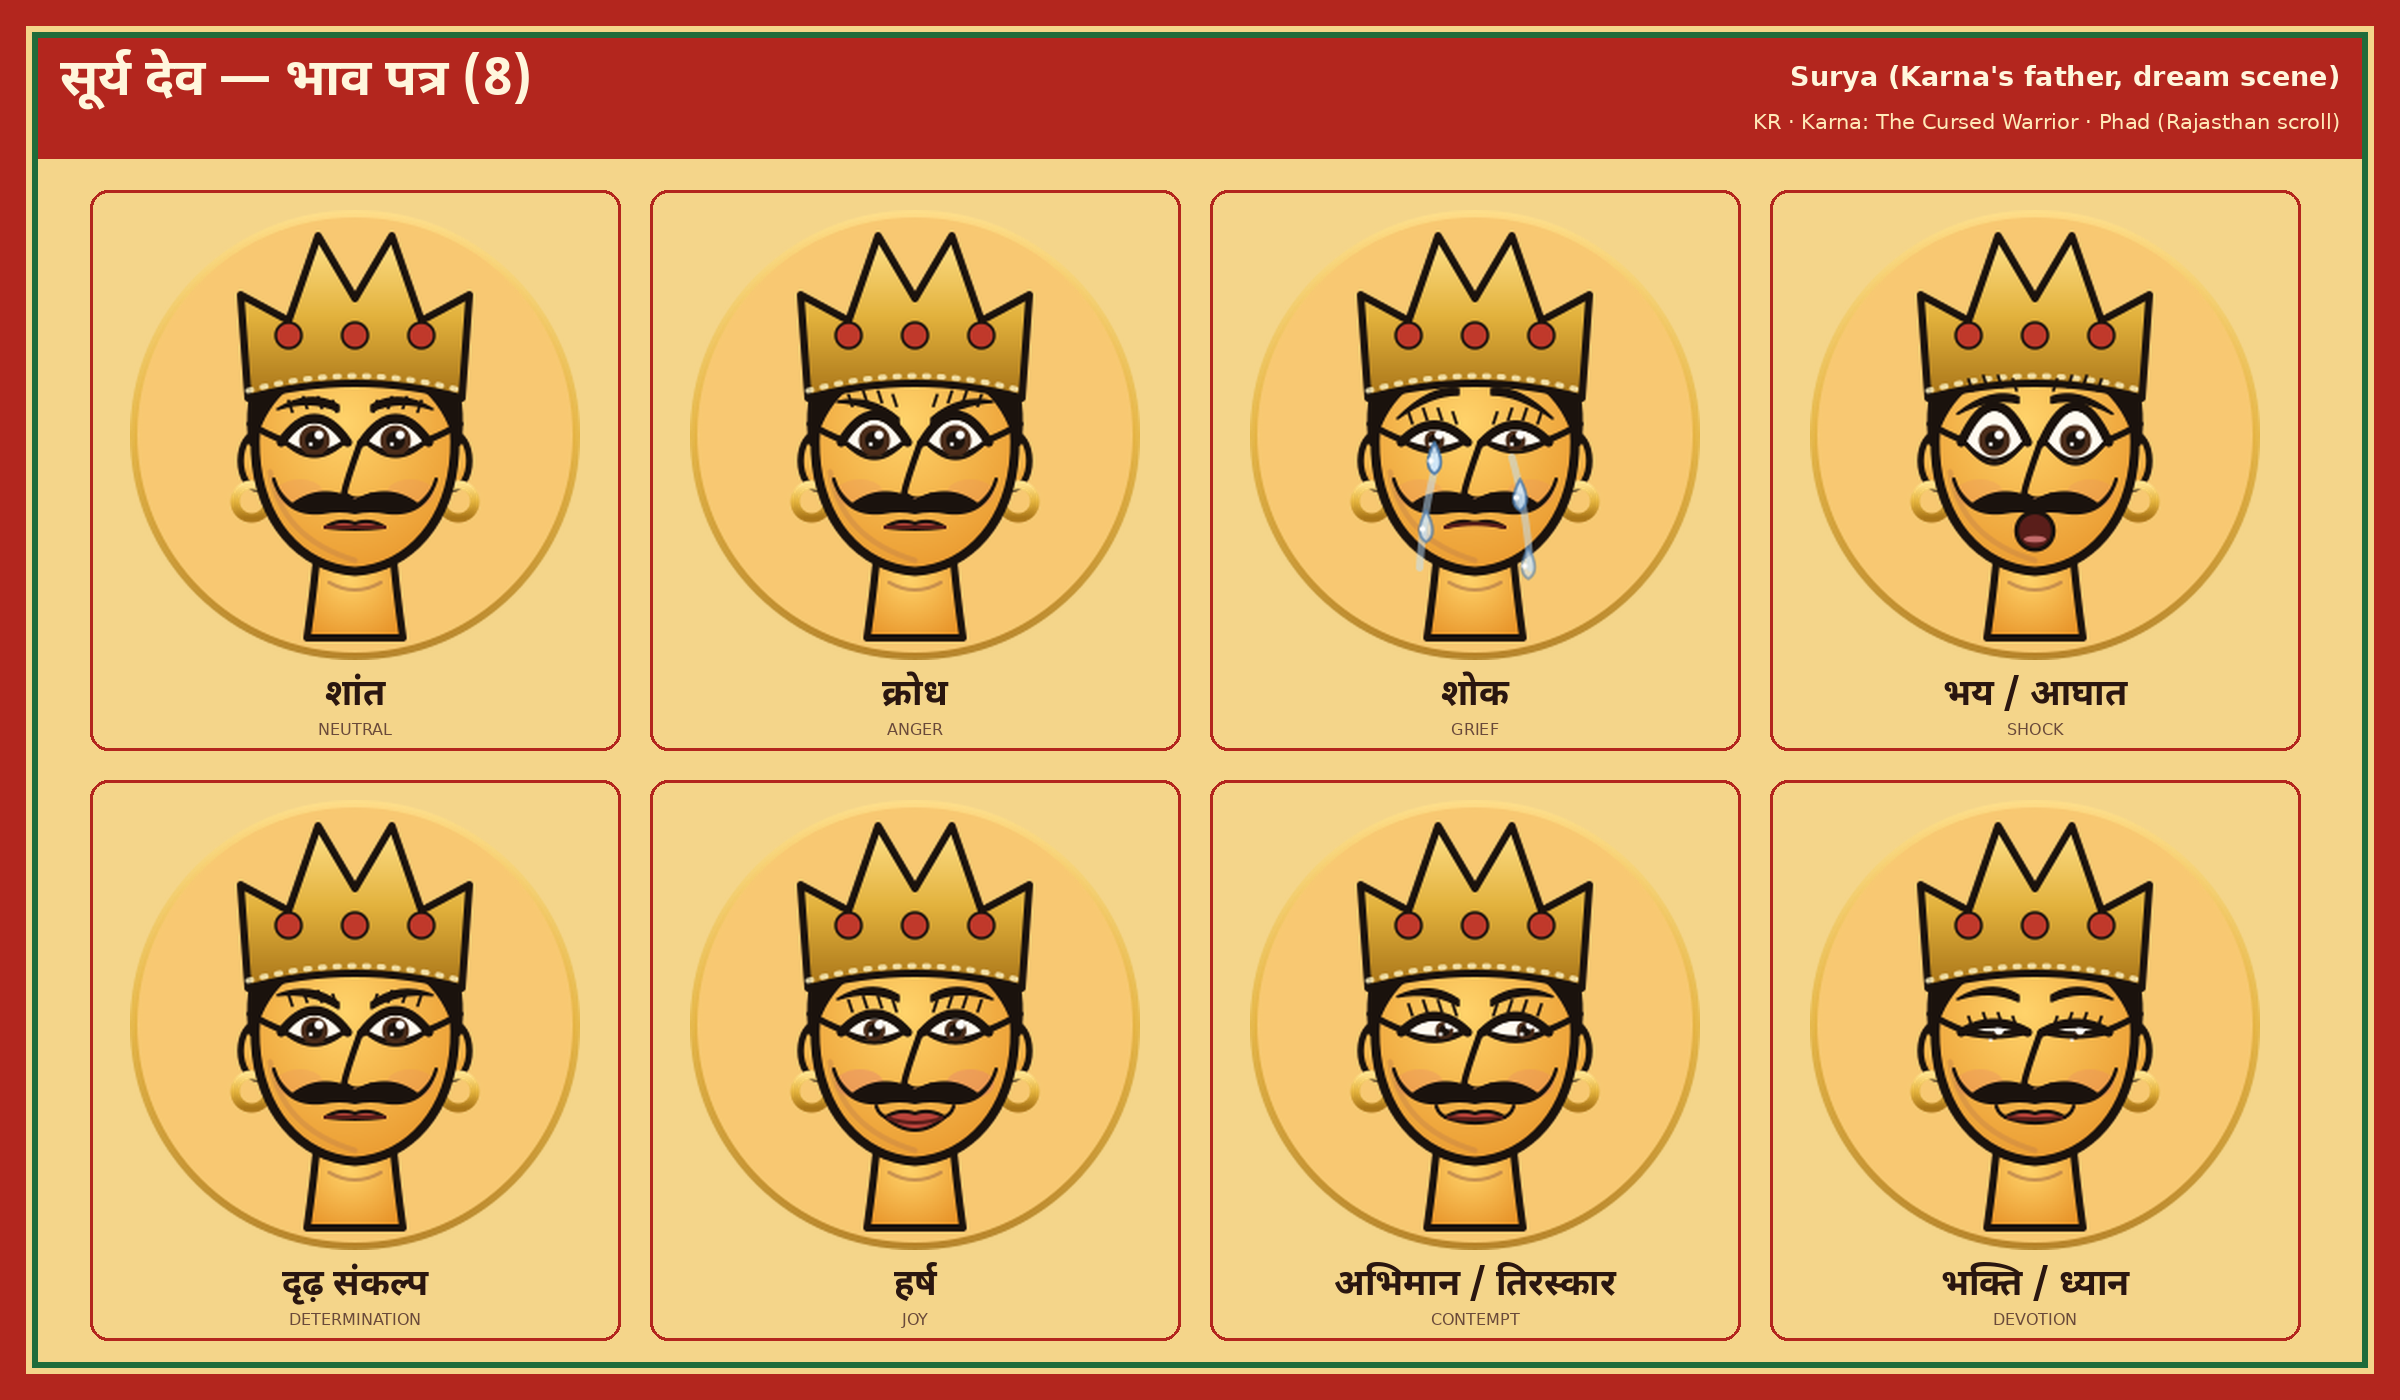 सूर्य देव — भाव पत्र (8)
Surya (Karna's father, dream scene)
KR · Karna: The Cursed Warrior · Phad (Rajasthan scroll)
शांत
NEUTRAL
क्रोध
ANGER
शोक
GRIEF
भय / आघात
SHOCK
दृढ़ संकल्प
DETERMINATION
हर्ष
JOY
अभिमान / तिरस्कार
CONTEMPT
भक्ति / ध्यान
DEVOTION